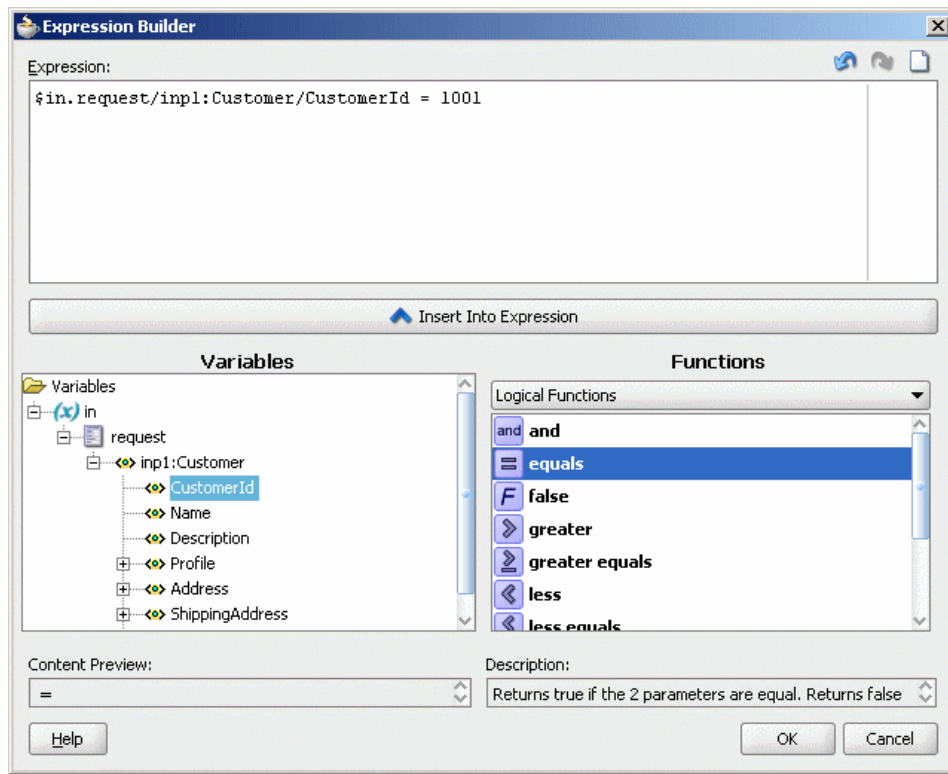 Expression Builder
Expression:
$in.request/inp1:Customer/CustomerId = 1001
Insert Into Expression
Variables
Variables
(x) in
request
inp1:Customer
CustomerId
Name
Description
Profile
Address
ShippingAddress
Functions
Logical Functions
and and
= equals
F false
greater
greater equals
less
less equals
Content Preview:
=
Description:
Returns true if the 2 parameters are equal. Returns false
Help
OK
Cancel